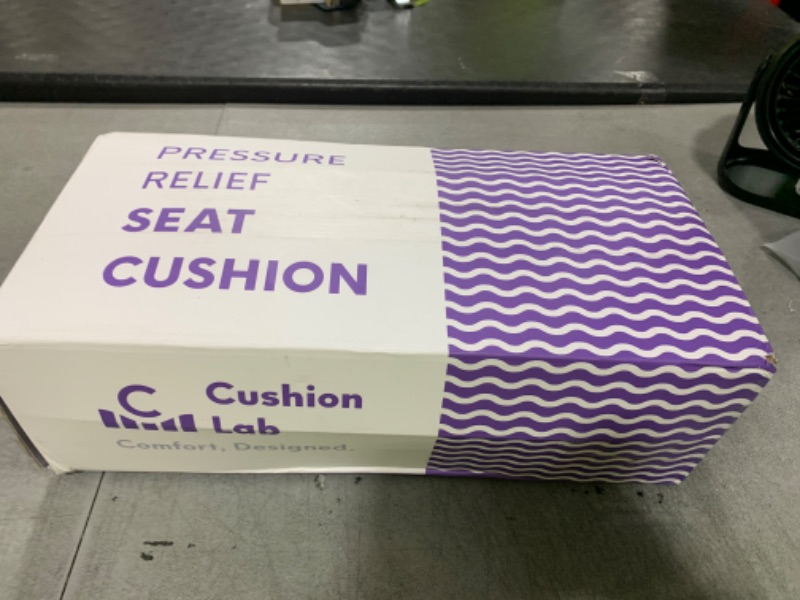 PRESSURE
RELIEF
SEAT
CUSHION
C
Cushion
Lab
Comfort, Designed.